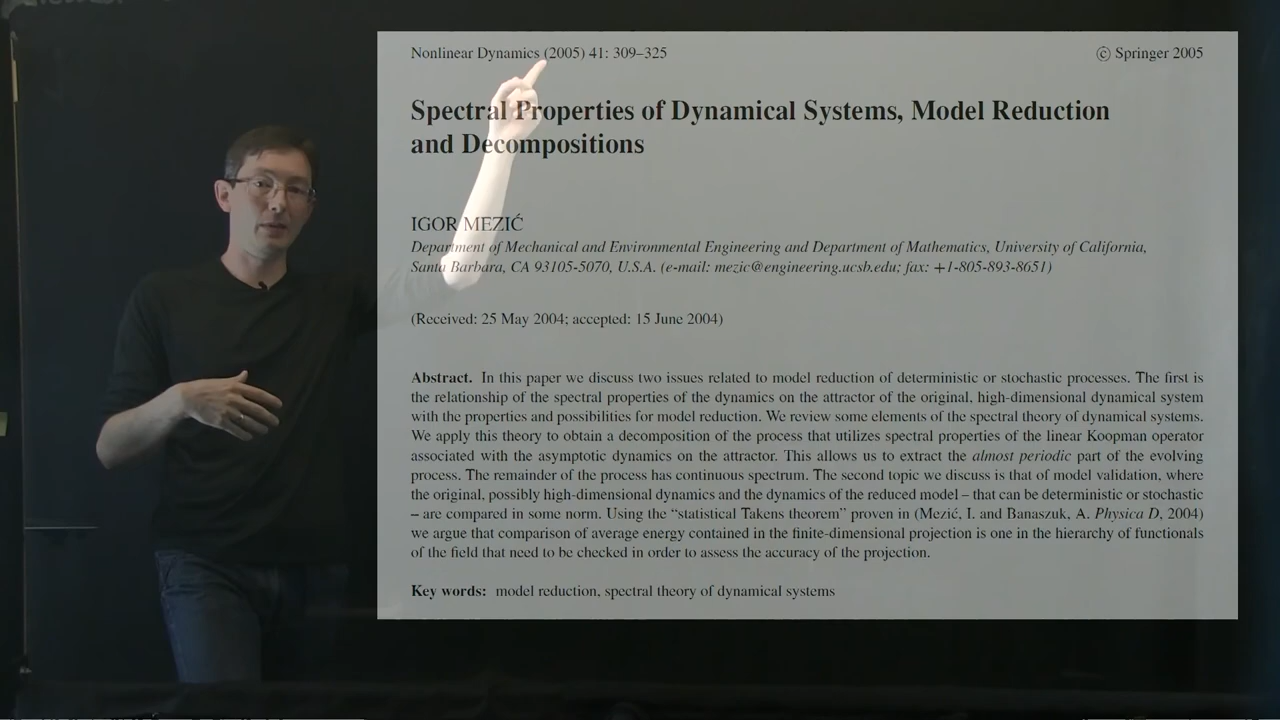 Nonlinear Dynamics (2005) 41: 309–325
© Springer 2005
Spectral Properties of Dynamical Systems, Model Reduction
and Decompositions
IGOR MEZIĆ
Department of Mechanical and Environmental Engineering and Department of Mathematics, University of California,
Santa Barbara, CA 93105-5070, U.S.A. (e-mail: mezic@engineering.ucsb.edu; fax: +1-805-893-8651)
(Received: 25 May 2004; accepted: 15 June 2004)
Abstract. In this paper we discuss two issues related to model reduction of deterministic or stochastic processes. The first is
the relationship of the spectral properties of the dynamics on the attractor of the original, high-dimensional dynamical system
with the properties and possibilities for model reduction. We review some elements of the spectral theory of dynamical systems.
We apply this theory to obtain a decomposition of the process that utilizes spectral properties of the linear Koopman operator
associated with the asymptotic dynamics on the attractor. This allows us to extract the almost periodic part of the evolving
process. The remainder of the process has continuous spectrum. The second topic we discuss is that of model validation, where
the original, possibly high-dimensional dynamics and the dynamics of the reduced model – that can be deterministic or stochastic
– are compared in some norm. Using the “statistical Takens theorem” proven in (Mezić, I. and Banaszuk, A. Physica D, 2004)
we argue that comparison of average energy contained in the finite-dimensional projection is one in the hierarchy of functionals
of the field that need to be checked in order to assess the accuracy of the projection.
Key words: model reduction, spectral theory of dynamical systems